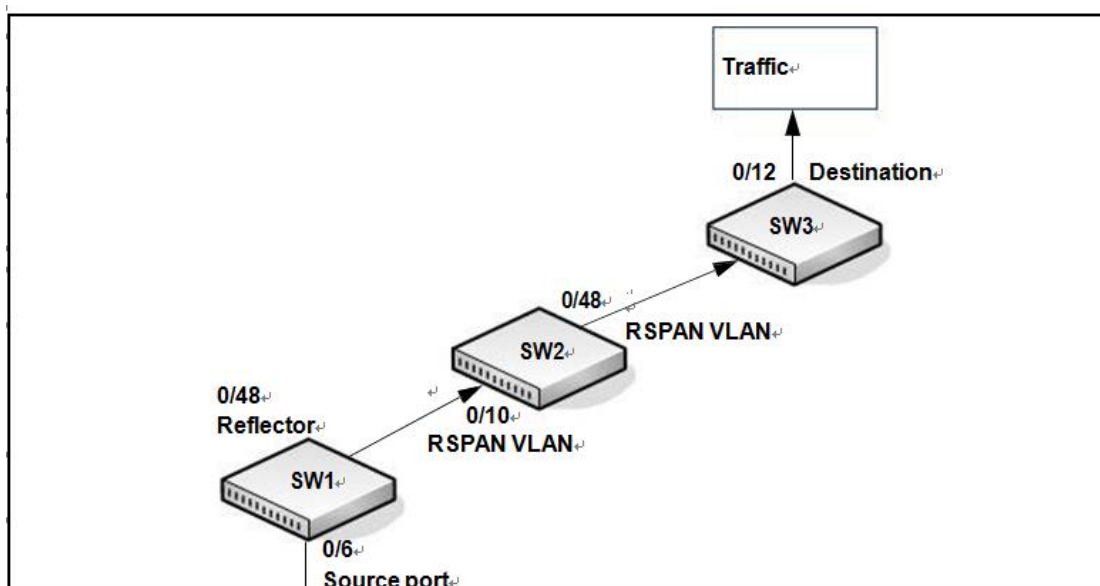 Traffic
0/12 Destination
SW3
0/48
RSPAN VLAN
SW2
0/48
Reflector
0/10
RSPAN VLAN
SW1
0/6
Source port